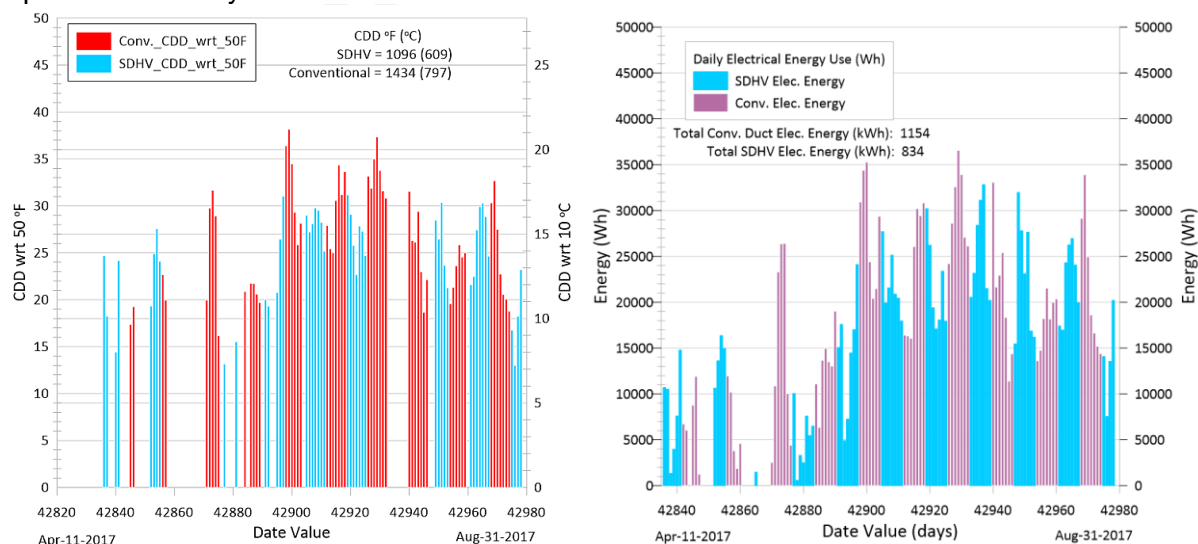 50
45
40
35
30
25
20
15
10
5
0
CDD wrt 50 °F
Conv._CDD_wrt_50F
SDHV_CDD_wrt_50F
CDD °F (°C)
SDHV = 1096 (609)
Conventional = 1434 (797)
25
20
15
10
5
0
CDD wrt 10 °C
42820 42840 42860 42880 42900 42920 42940 42960 42980
Apr-11-2017 Date Value Aug-31-2017
50000
45000
40000
35000
30000
25000
20000
15000
10000
5000
0
Energy (Wh)
Daily Electrical Energy Use (Wh)
SDHV Elec. Energy
Conv. Elec. Energy
Total Conv. Duct Elec. Energy (kWh): 1154
Total SDHV Elec. Energy (kWh): 834
50000
45000
40000
35000
30000
25000
20000
15000
10000
5000
0
Energy (Wh)
42840 42860 42880 42900 42920 42940 42960 42980
Apr-11-2017 Date Value (days) Aug-31-2017